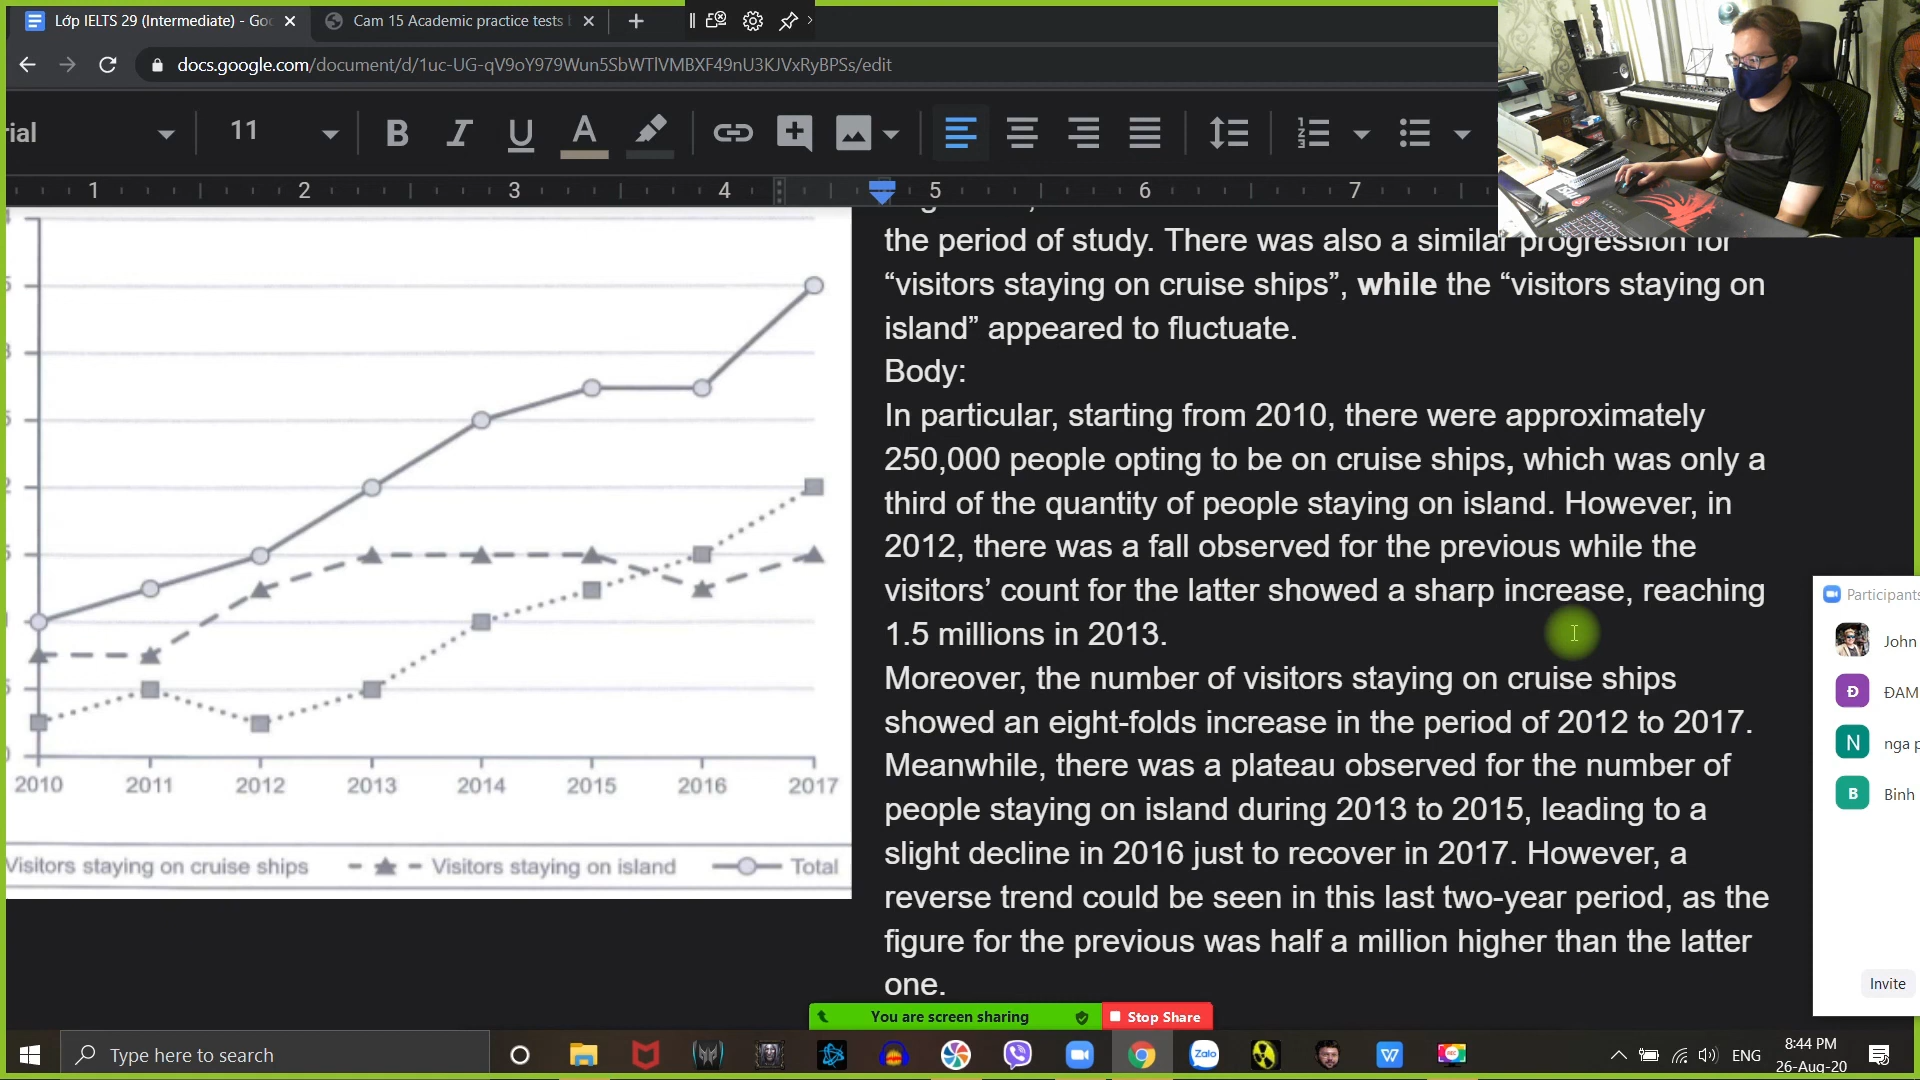 Lớp IELTS 29 (Intermediate) - Goo
Cam 15 Academic practice tests
docs.google.com/document/d/1uc-UG-qV9oY979Wun5SbWTlVMBXF49nU3KJVxRyBPSs/edit
rial
11
1 2 3 4 5 6 7
the period of study. There was also a similar progression for
“visitors staying on cruise ships”, while the “visitors staying on
island” appeared to fluctuate.
Body:
In particular, starting from 2010, there were approximately
250,000 people opting to be on cruise ships, which was only a
third of the quantity of people staying on island. However, in
2012, there was a fall observed for the previous while the
visitors’ count for the latter showed a sharp increase, reaching
1.5 millions in 2013.
Moreover, the number of visitors staying on cruise ships
showed an eight-folds increase in the period of 2012 to 2017.
Meanwhile, there was a plateau observed for the number of
people staying on island during 2013 to 2015, leading to a
slight decline in 2016 just to recover in 2017. However, a
reverse trend could be seen in this last two-year period, as the
figure for the previous was half a million higher than the latter
one.
2010 2011 2012 2013 2014 2015 2016 2017
Visitors staying on cruise ships Visitors staying on island Total
Participants
John
Đ ĐAM
N nga p
B Binh
Invite
You are screen sharing
Stop Share
Type here to search
Zalo
ENG
8:44 PM
26-Aug-20